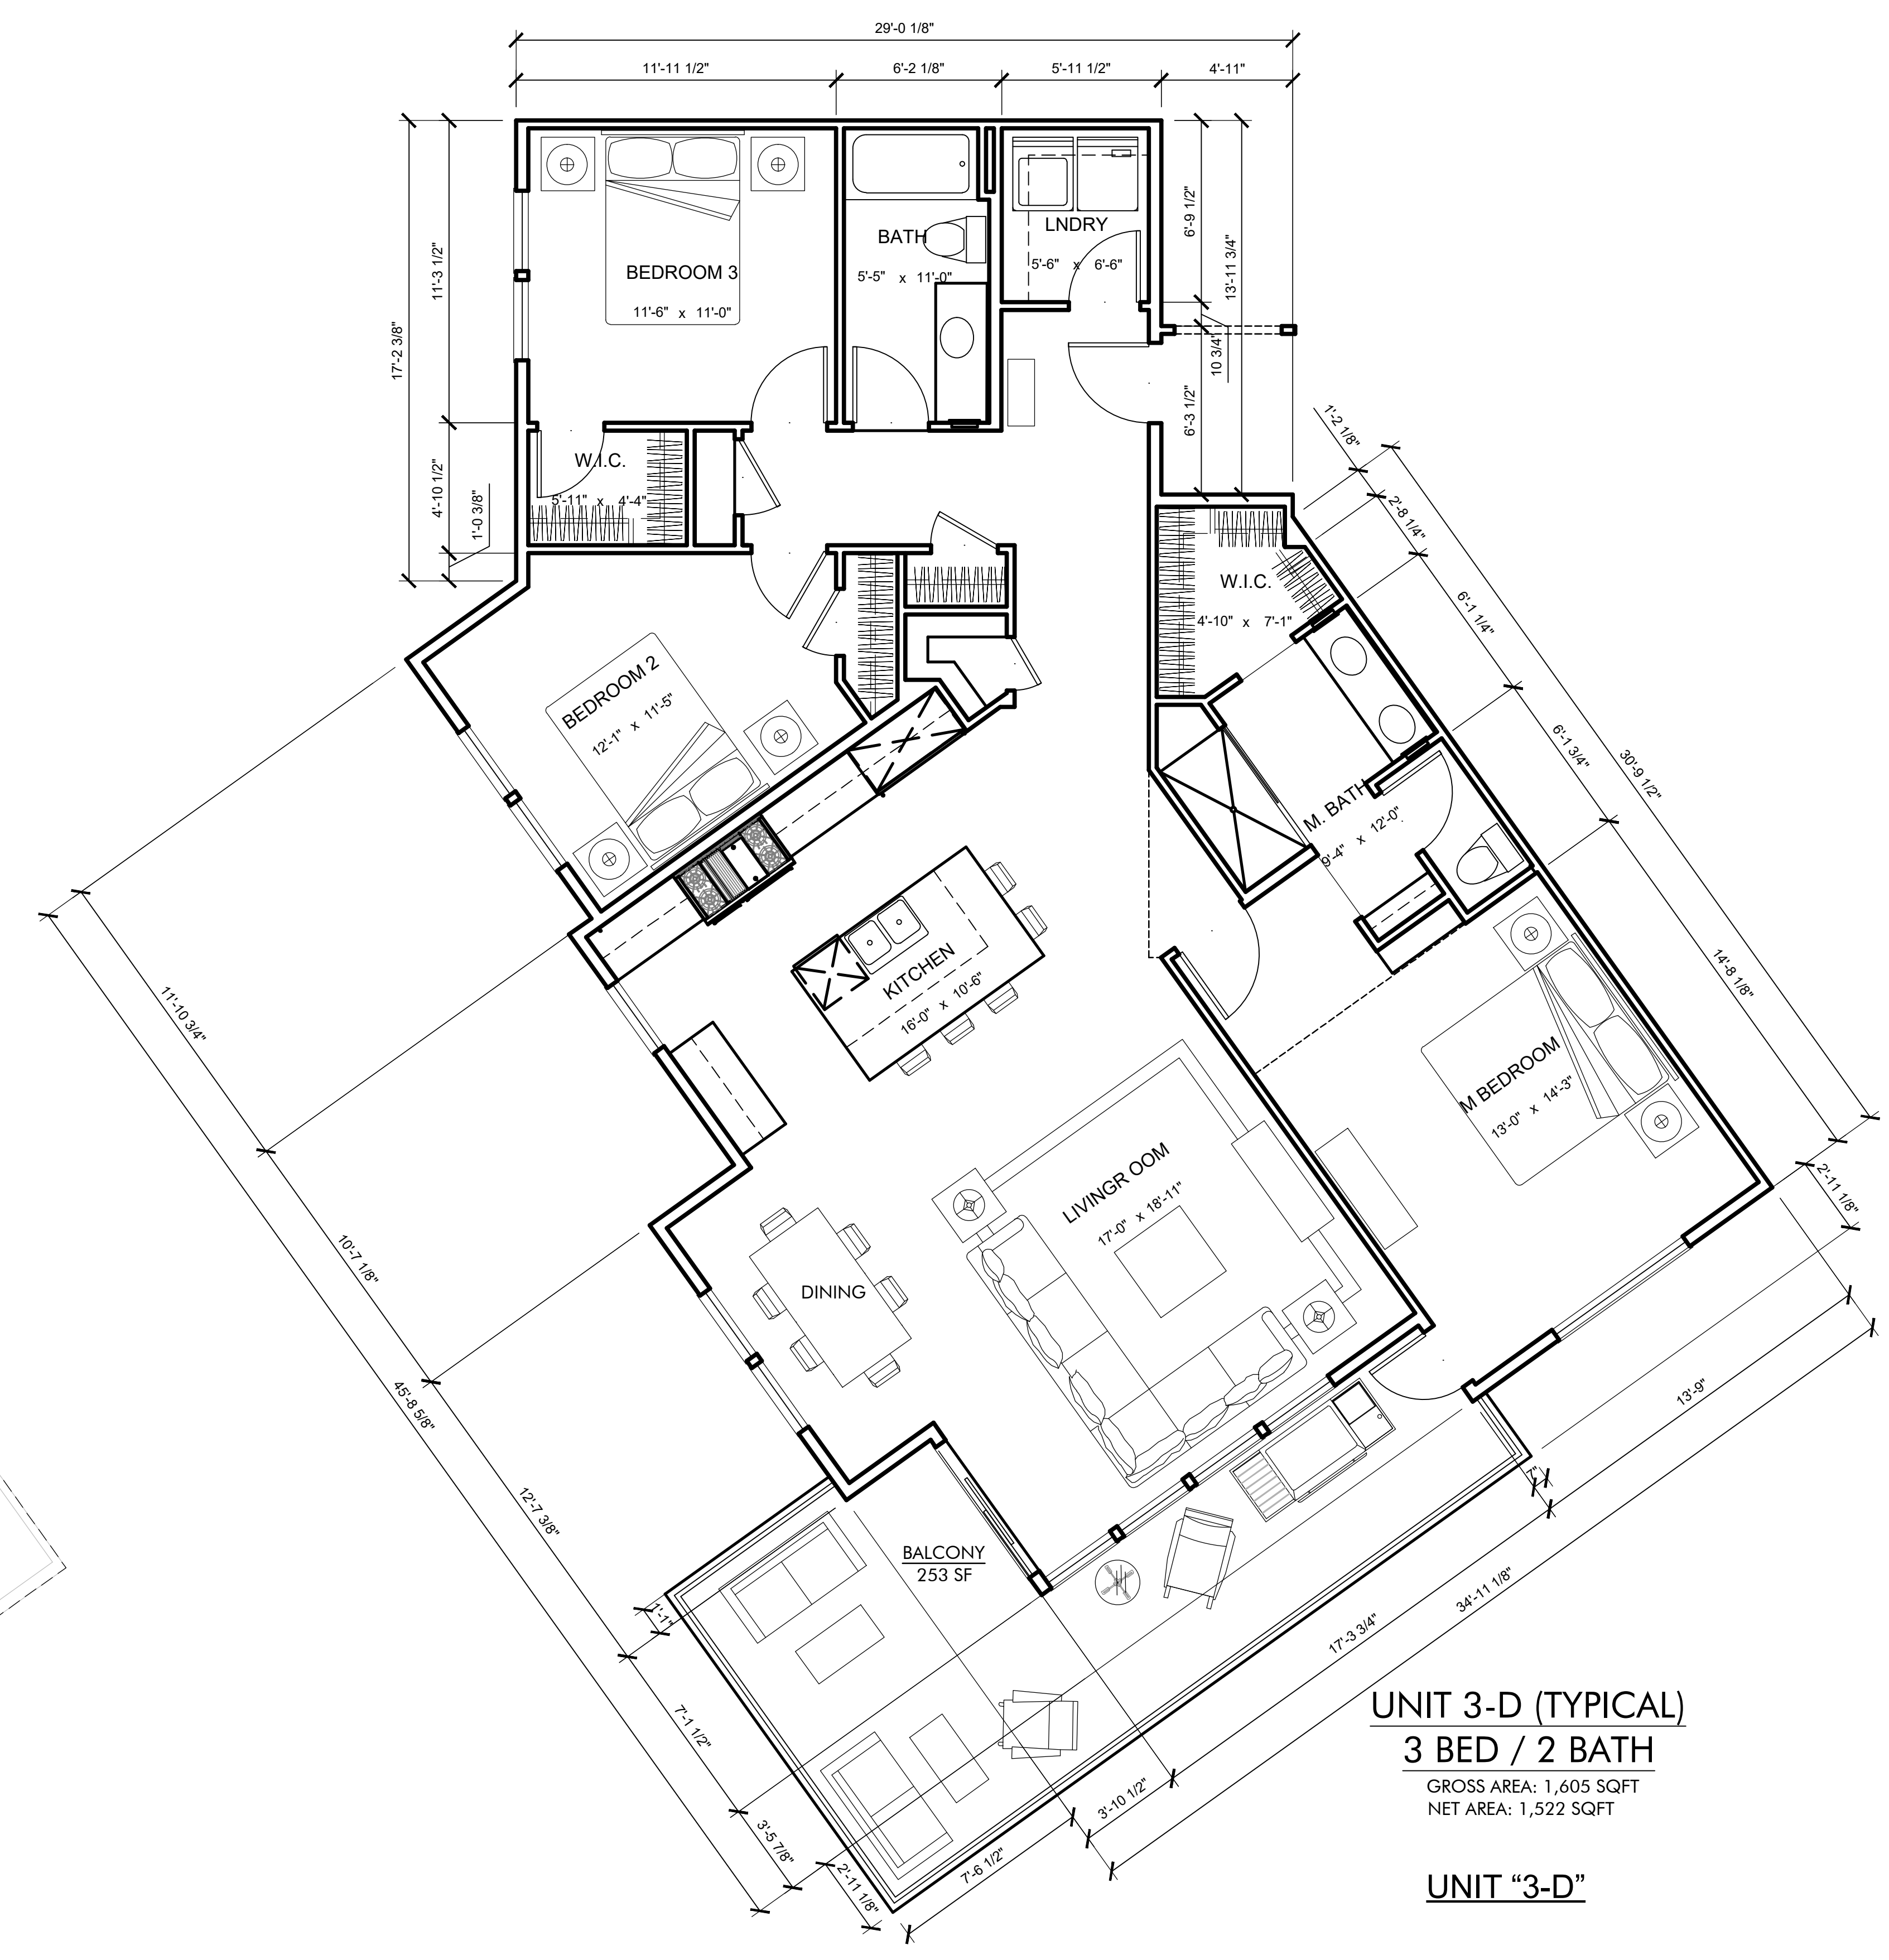 29'-0 1/8"
11'-11 1/2"
6'-2 1/8"
5'-11 1/2"
4'-11"
17'-2 3/8"
11'-3 1/2"
4'-10 1/2"
1'-0 3/8"
6'-9 1/2"
13'-11 3/4"
10 3/4"
6'-3 1/2"
BEDROOM 3
11'-6" x 11'-0"
BATH
5'-5" x 11'-0"
LNDRY
5'-6" x 6'-6"
W.I.C.
5'-11" x 4'-4"
W.I.C.
4'-10" x 7'-1"
1'-2 1/8"
2'-8 1/4"
6'-1 1/4"
6'-1 3/4"
30'-9 1/2"
14'-8 1/8"
2'-11 1/8"
BEDROOM 2
12'-1" x 11'-5"
M. BATH
9'-4" x 12'-0"
KITCHEN
16'-0" x 10'-6"
M BEDROOM
13'-0" x 14'-3"
LIVINGR OOM
17'-0" x 18'-11"
DINING
BALCONY
253 SF
11'-10 3/4"
10'-7 1/8"
45'-8 5/8"
12'-7 3/8"
1'-1"
7'-1 1/2"
3'-5 7/8"
2'-11 1/8"
7'-6 1/2"
3'-10 1/2"
17'-3 3/4"
34'-11 1/8"
13'-9"
7"
UNIT 3-D (TYPICAL)
3 BED / 2 BATH
GROSS AREA: 1,605 SQFT
NET AREA: 1,522 SQFT
UNIT “3-D”